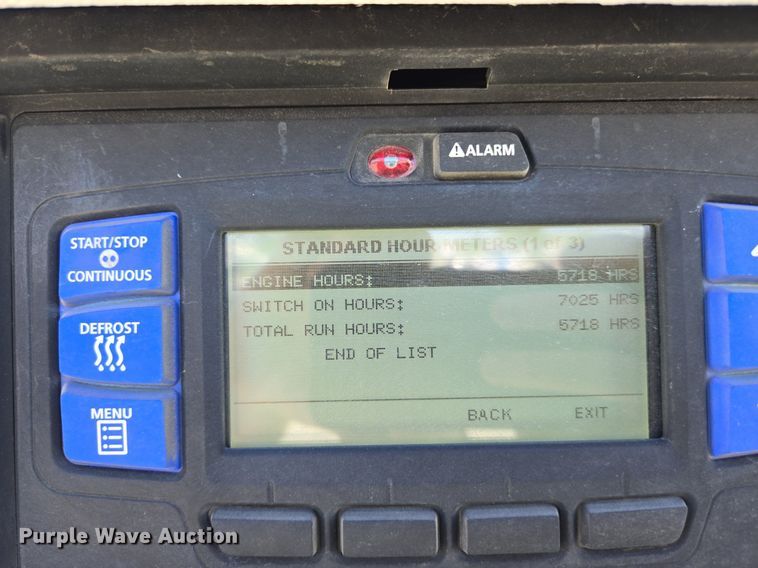 ALARM
START/STOP
CONTINUOUS
DEFROST
MENU
STANDARD HOUR METERS (1 of 3)
ENGINE HOURS: 5718 HRS
SWITCH ON HOURS: 7025 HRS
TOTAL RUN HOURS: 5718 HRS
END OF LIST
BACK EXIT
Purple Wave Auction®